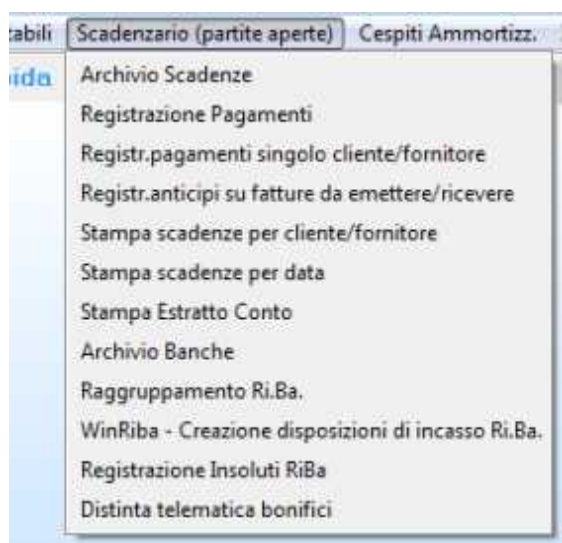 tabili Scadenzario (partite aperte) Cespiti Ammortizz.
ida
Archivio Scadenze
Registrazione Pagamenti
Registr.pagamenti singolo cliente/fornitore
Registr.anticipi su fatture da emettere/ricevere
Stampa scadenze per cliente/fornitore
Stampa scadenze per data
Stampa Estratto Conto
Archivio Banche
Raggruppamento Ri.Ba.
WinRiba - Creazione disposizioni di incasso Ri.Ba.
Registrazione Insoluti RiBa
Distinta telematica bonifici